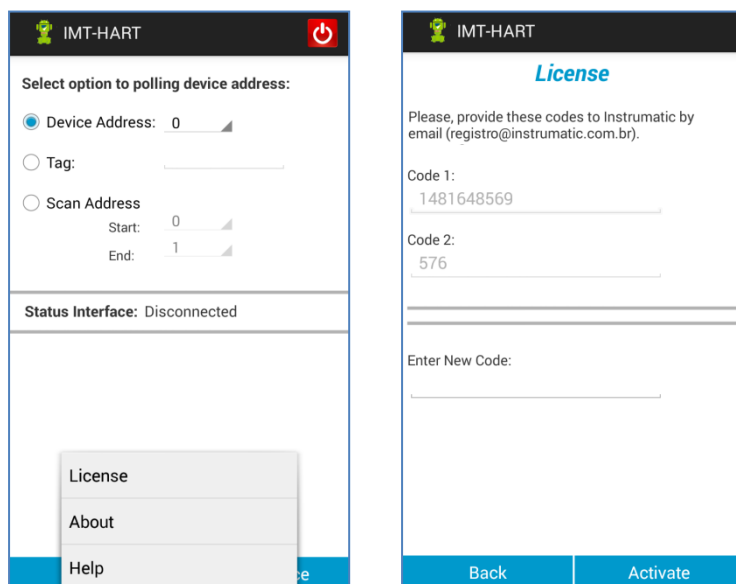 IMT-HART
Select option to polling device address:
Device Address: 0
Tag:
Scan Address
Start: 0
End: 1
Status Interface: Disconnected
License
About
Help
IMT-HART
License
Please, provide these codes to Instrumatic by
email (registro@instrumatic.com.br).
Code 1:
1481648569
Code 2:
576
Enter New Code:
Back Activate